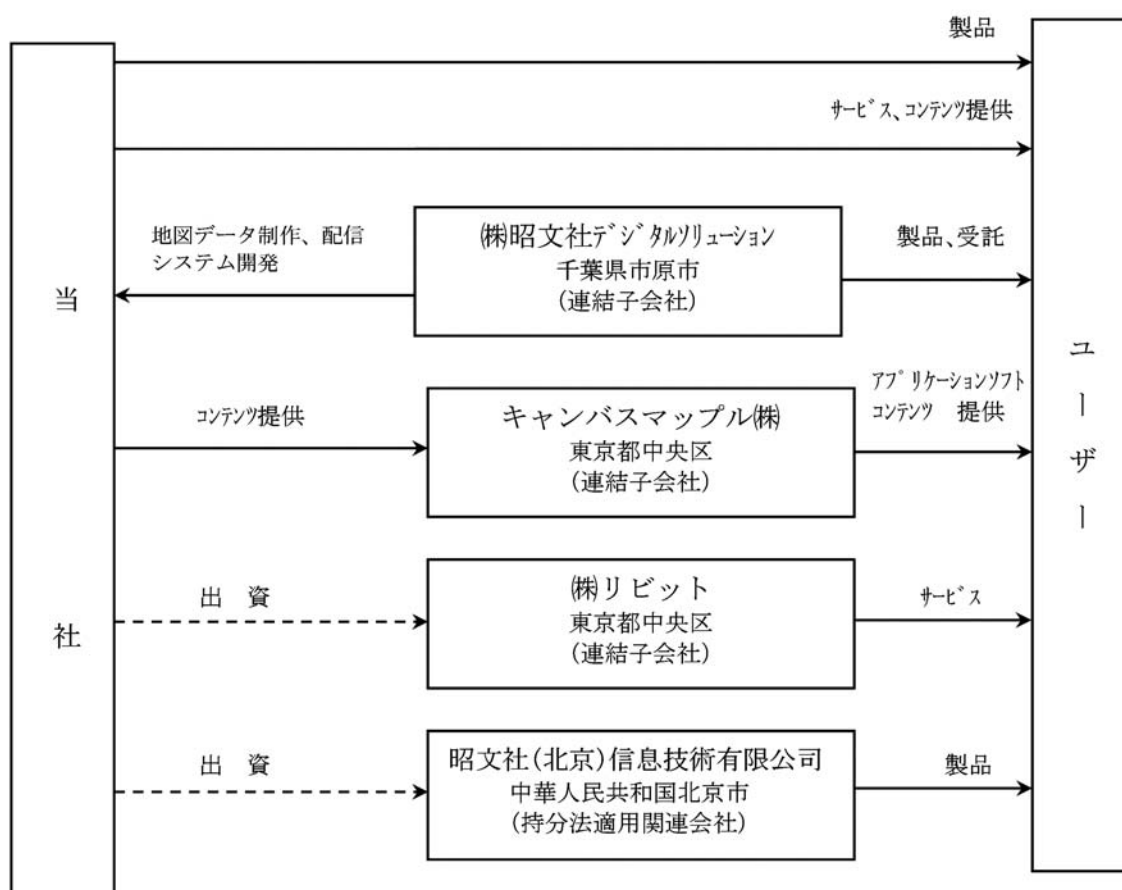 製品
サービス、コンテンツ提供
地図データ制作、配信
システム開発
㈱昭文社デジタルソリューション
千葉県市原市
(連結子会社)
製品、受託
当
社
コンテンツ提供
キャンバスマップル㈱
東京都中央区
(連結子会社)
アプリケーションソフト
コンテンツ 提供
ユーザー
出 資
㈱リビット
東京都中央区
(連結子会社)
サービス
出 資
昭文社(北京)信息技術有限公司
中華人民共和国北京市
(持分法適用関連会社)
製品